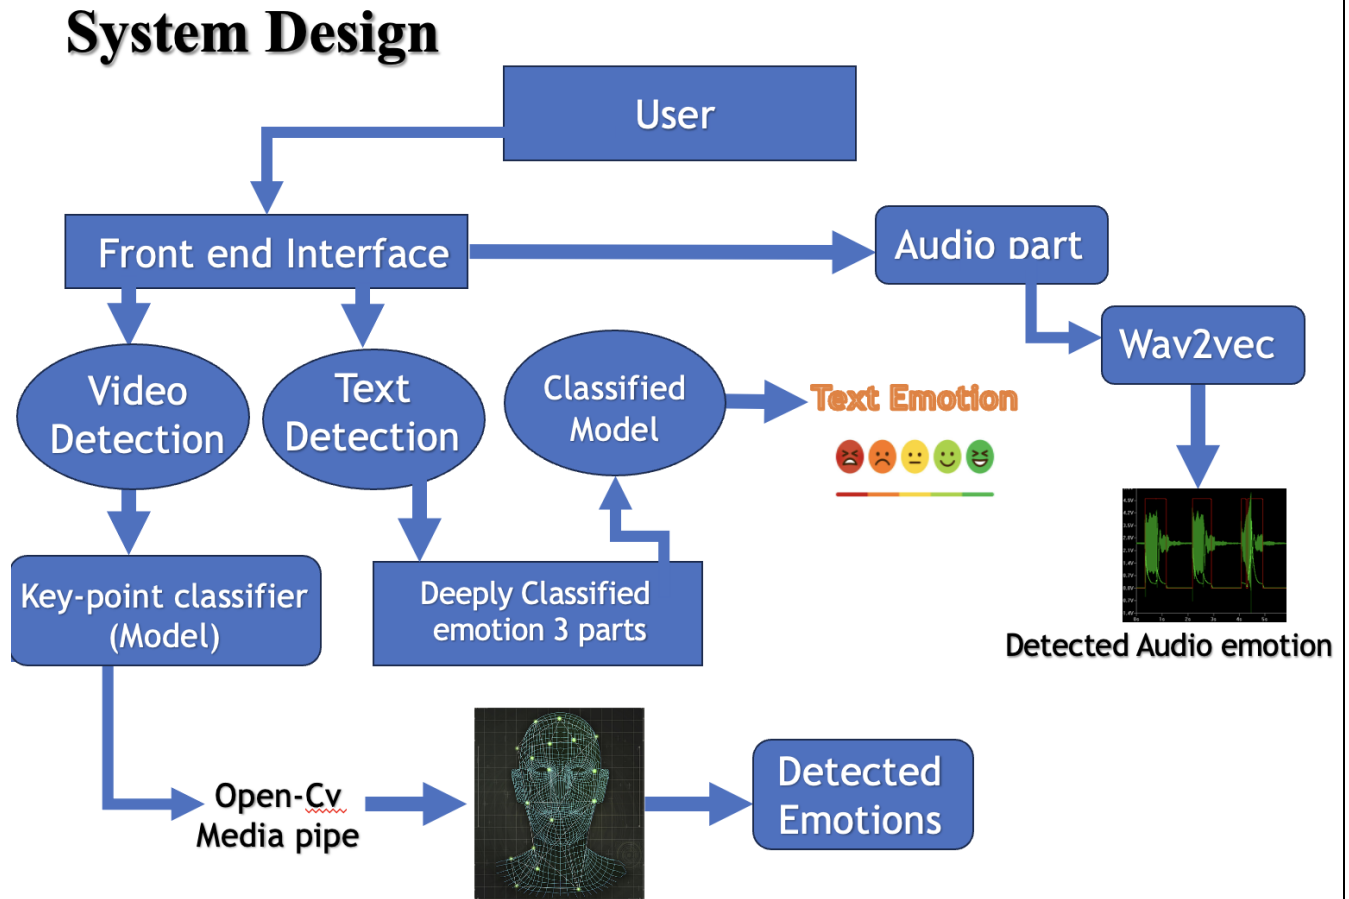 System Design
User
Front end Interface
Audio part
Wav2vec
Video
Detection
Text
Detection
Classified
Model
Text Emotion
Key-point classifier
(Model)
Deeply Classified
emotion 3 parts
Detected Audio emotion
Open-Cv
Media pipe
Detected
Emotions